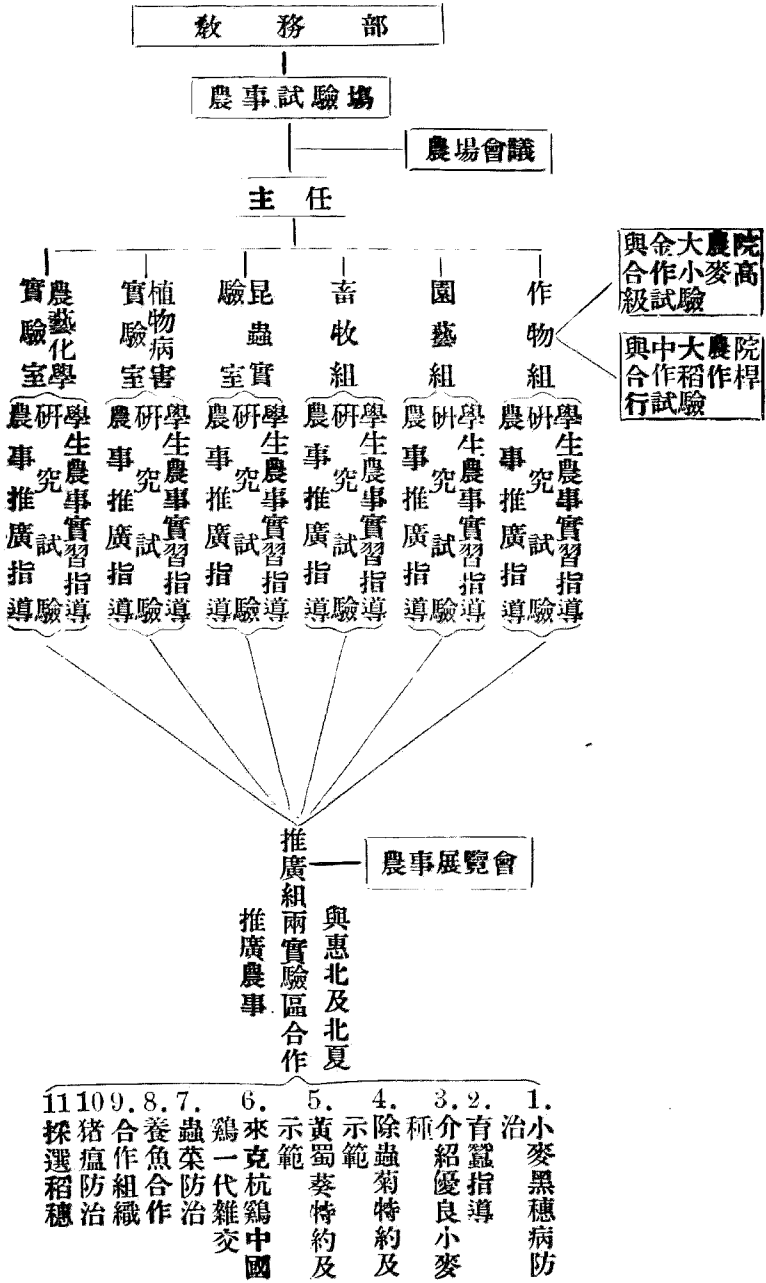 教務部
農事試驗場
農場會議
主任
作物組
園藝組
畜牧組
昆蟲實
驗室
植物病害
實驗室
農藝化學
實驗室
院高
農麥
大小驗
金作試
與合級
院桿
農作
大稻驗
中作試
與合行
學生農事實習指導
研究試驗
農事推廣指導
學生農事實習指導
研究試驗
農事推廣指導
學生農事實習指導
研究試驗
農事推廣指導
學生農事實習指導
研究試驗
農事推廣指導
學生農事實習指導
研究試驗
農事推廣指導
學生農事實習指導
研究試驗
農事推廣指導
農事展覽會
與惠北及北夏
推廣組兩實驗區合作
推廣農事
1.小麥黑穗病防
治
2.育蠶指導
3.介紹優良小麥
種
4.除蟲菊特約及
示範
5.黃蜀葵特約及
示範
6.來克杭鷄中國
鷄一代雜交
7.蟲菜防治
8.養魚合作
9.合作組織
10猪瘟防治
11採選稻穗